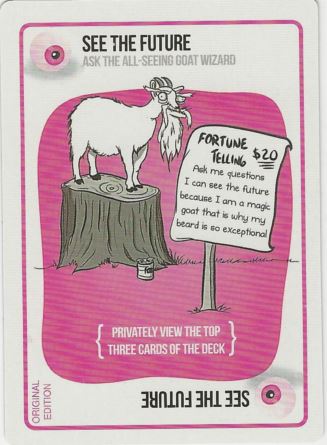 SEE THE FUTURE
ASK THE ALL-SEEING GOAT WIZARD
FORTUNE
TELLING $20
Ask me questions
I can see the future
because I am a magic
goat that is why my
beard is so exceptional
{ PRIVATELY VIEW THE TOP
THREE CARDS OF THE DECK }
ORIGINAL
EDITION
SEE THE FUTURE